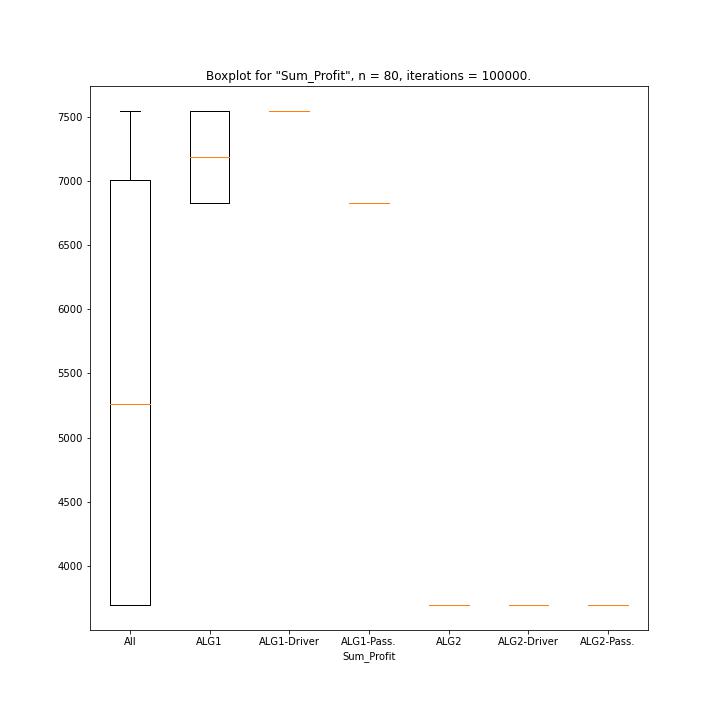 Boxplot for "Sum_Profit", n = 80, iterations = 100000.
7500
7000
6500
6000
5500
5000
4500
4000
All ALG1 ALG1-Driver ALG1-Pass. ALG2 ALG2-Driver ALG2-Pass.
Sum_Profit